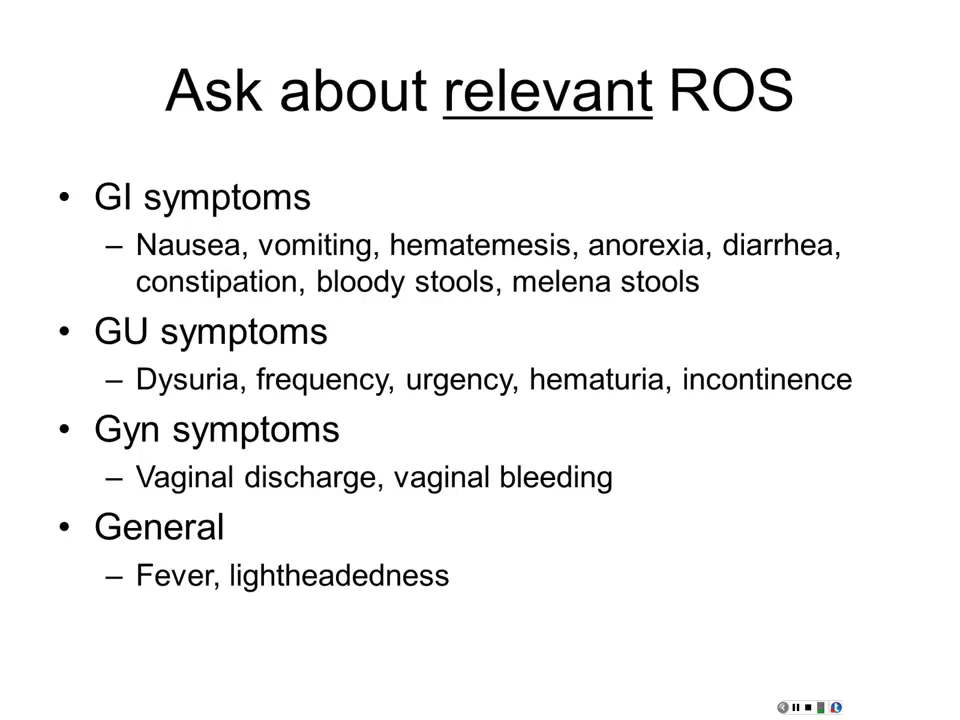 Ask about relevant ROS
• GI symptoms
– Nausea, vomiting, hematemesis, anorexia, diarrhea,
constipation, bloody stools, melena stools
• GU symptoms
– Dysuria, frequency, urgency, hematuria, incontinence
• Gyn symptoms
– Vaginal discharge, vaginal bleeding
• General
– Fever, lightheadedness